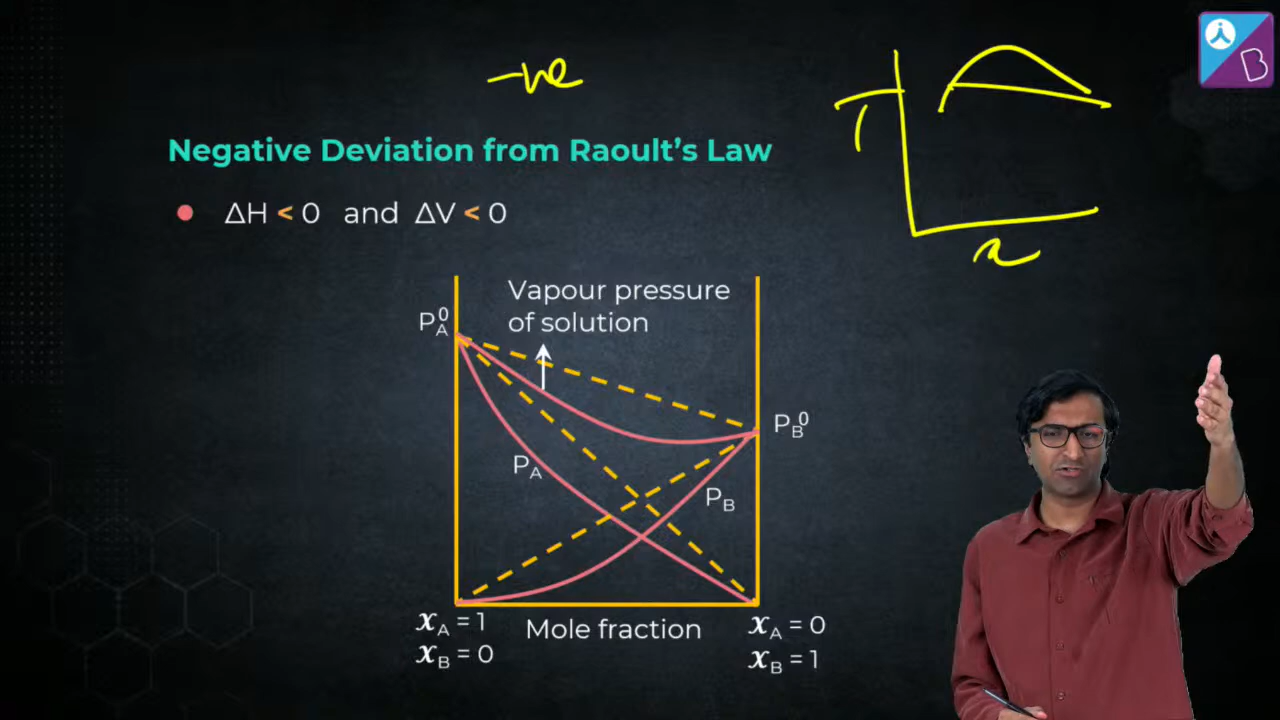 -ve
T
x
B
Negative Deviation from Raoult's Law
ΔH < 0 and ΔV < 0
Vapour pressure
of solution
P_A^0
P_B^0
P_A
P_B
x_A = 1
x_B = 0
Mole fraction
x_A = 0
x_B = 1